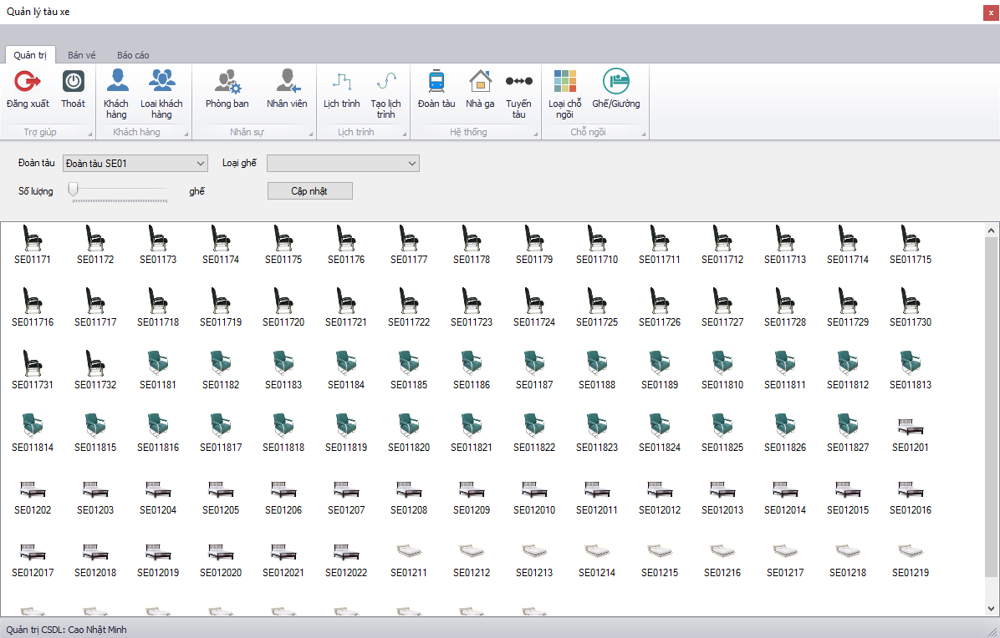 Quản lý tàu xe
x
Quản trị Bán vé Báo cáo
Đăng xuất Thoát Khách hàng Loại khách hàng Phòng ban Nhân viên Lịch trình Tạo lịch trình Đoàn tàu Nhà ga Tuyến tàu Loại chỗ ngồi Ghế/Giường
Trợ giúp Khách hàng Nhân sự Lịch trình Hệ thống Chỗ ngồi
Đoàn tàu Đoàn tàu SE01 Loại ghế
Số lượng ghế Cập nhật
SE01171 SE01172 SE01173 SE01174 SE01175 SE01176 SE01177 SE01178 SE01179 SE011710 SE011711 SE011712 SE011713 SE011714 SE011715
SE011716 SE011717 SE011718 SE011719 SE011720 SE011721 SE011722 SE011723 SE011724 SE011725 SE011726 SE011727 SE011728 SE011729 SE011730
SE011731 SE011732 SE01181 SE01182 SE01183 SE01184 SE01185 SE01186 SE01187 SE01188 SE01189 SE011810 SE011811 SE011812 SE011813
SE011814 SE011815 SE011816 SE011817 SE011818 SE011819 SE011820 SE011821 SE011822 SE011823 SE011824 SE011825 SE011826 SE011827 SE01201
SE01202 SE01203 SE01204 SE01205 SE01206 SE01207 SE01208 SE01209 SE012010 SE012011 SE012012 SE012013 SE012014 SE012015 SE012016
SE012017 SE012018 SE012019 SE012020 SE012021 SE012022 SE01211 SE01212 SE01213 SE01214 SE01215 SE01216 SE01217 SE01218 SE01219
Quản trị CSDL: Cao Nhật Minh